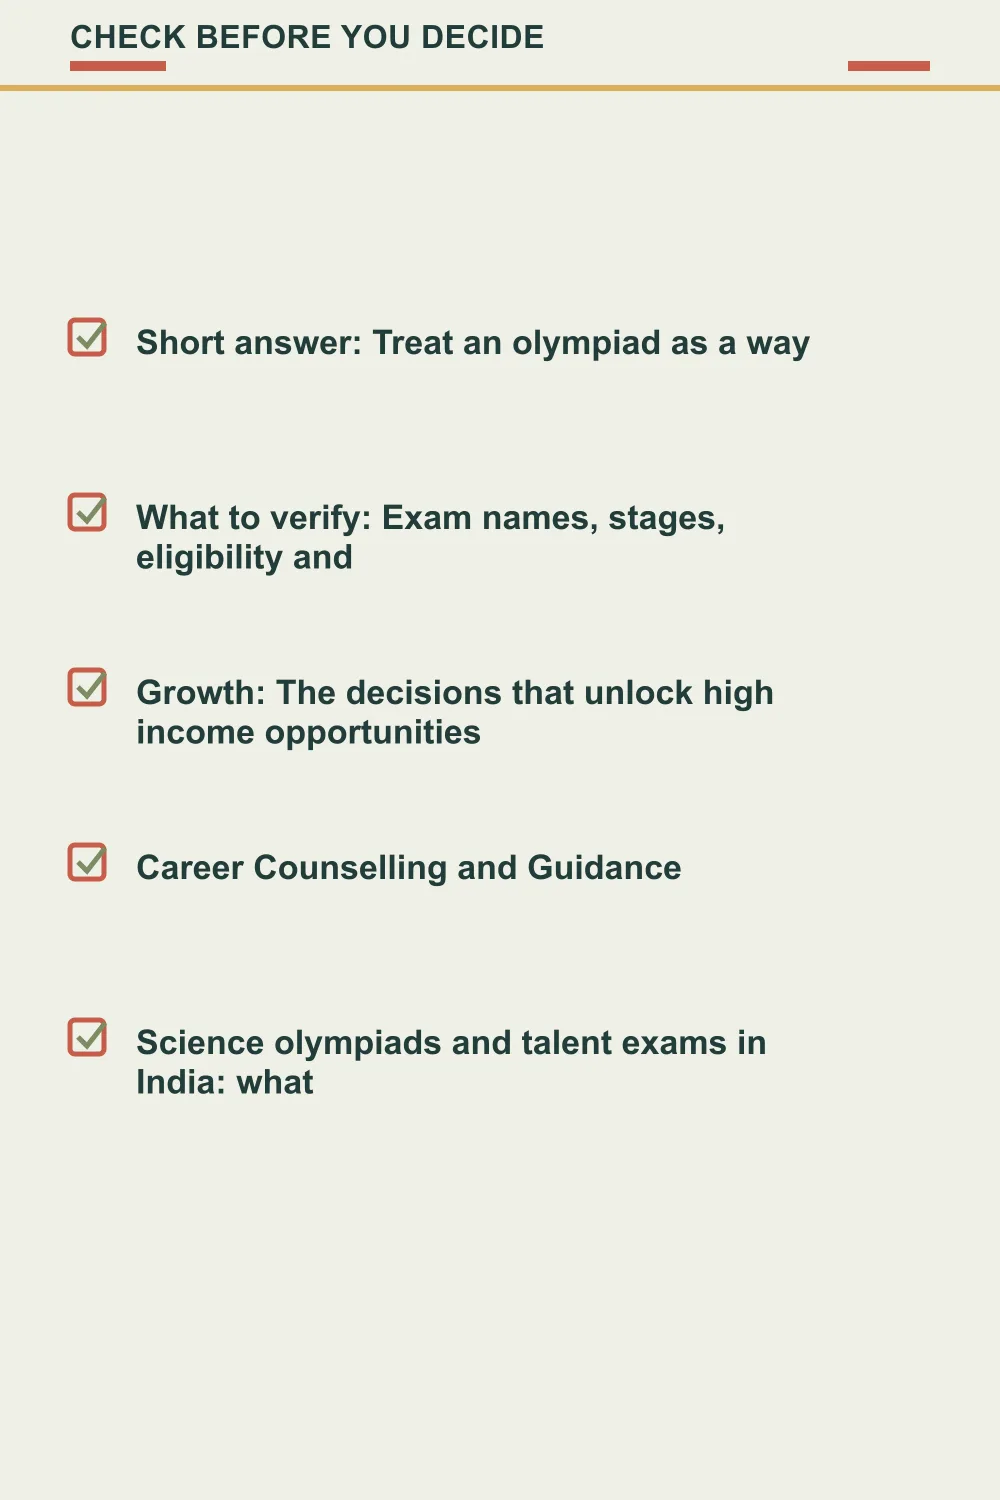 CHECK BEFORE YOU DECIDE
Short answer: Treat an olympiad as a way
What to verify: Exam names, stages,
eligibility and
Growth: The decisions that unlock high
income opportunities
Career Counselling and Guidance
Science olympiads and talent exams in
India: what